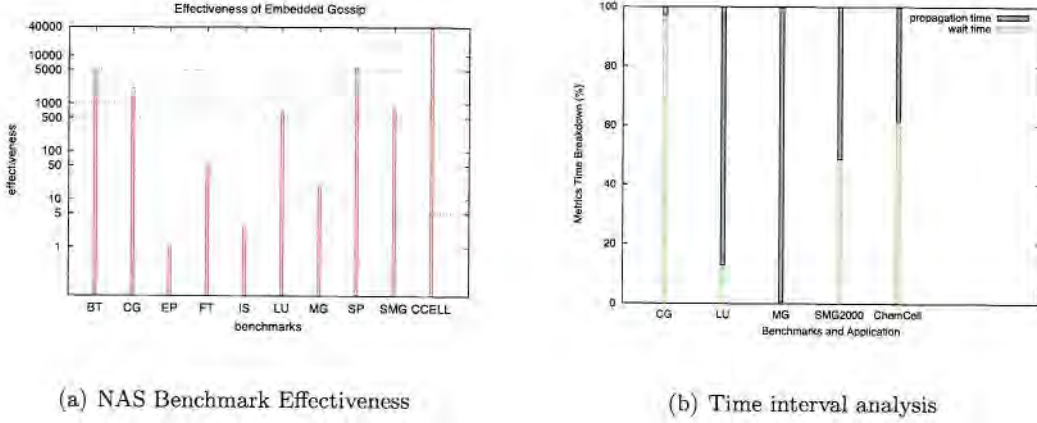 Effectiveness of Embedded Gossip
40000
10000
5000
1000
500
100
50
10
5
1
effectiveness
BT CG EP FT IS LU MG SP SMG CCELL
benchmarks
(a) NAS Benchmark Effectiveness
100
80
60
40
20
0
Metrics Time Breakdown (%)
propagation time
wait time
CG LU MG SMG2000 ChemCell
Benchmarks and Application
(b) Time interval analysis